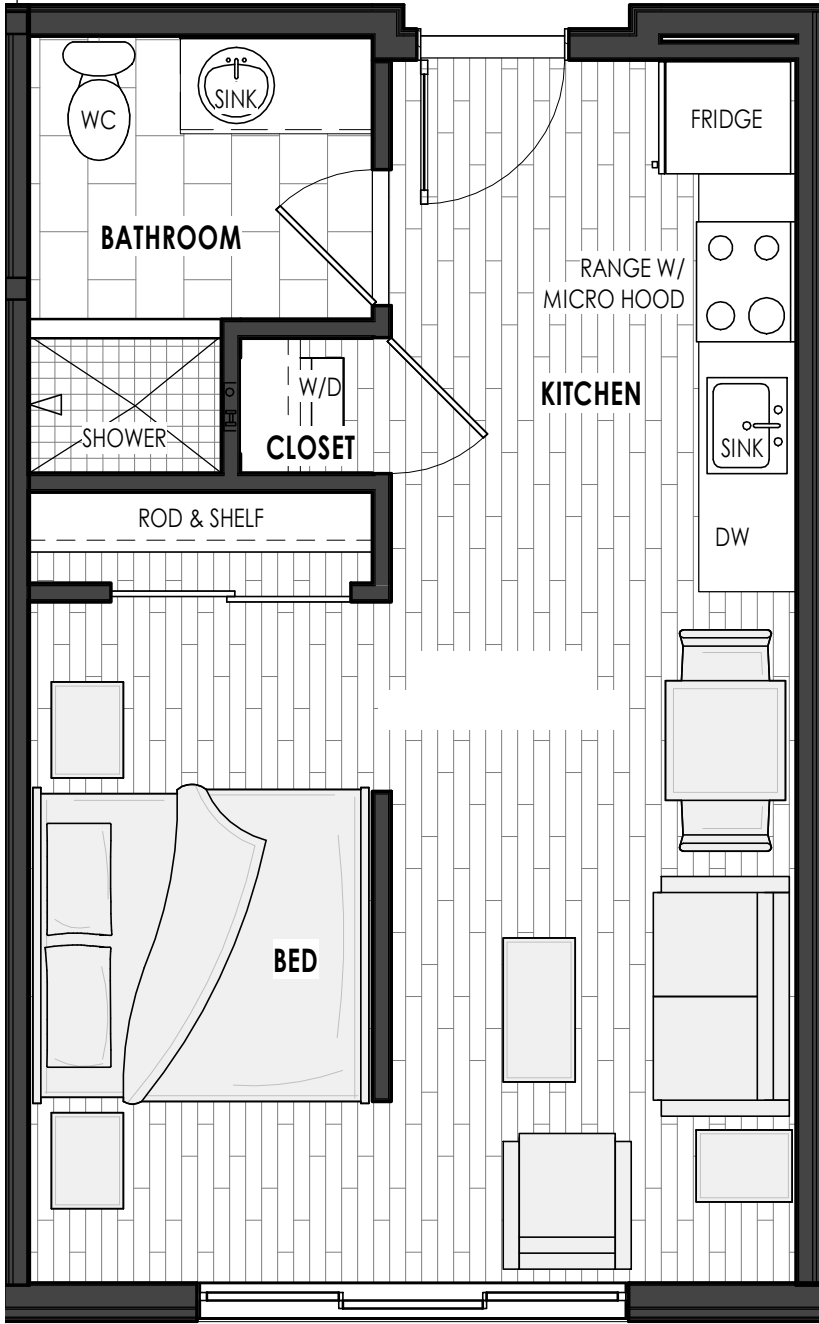 SINK
WC
FRIDGE
BATHROOM
RANGE W/
MICRO HOOD
W/D
KITCHEN
SHOWER
CLOSET
SINK
ROD & SHELF
DW
BED